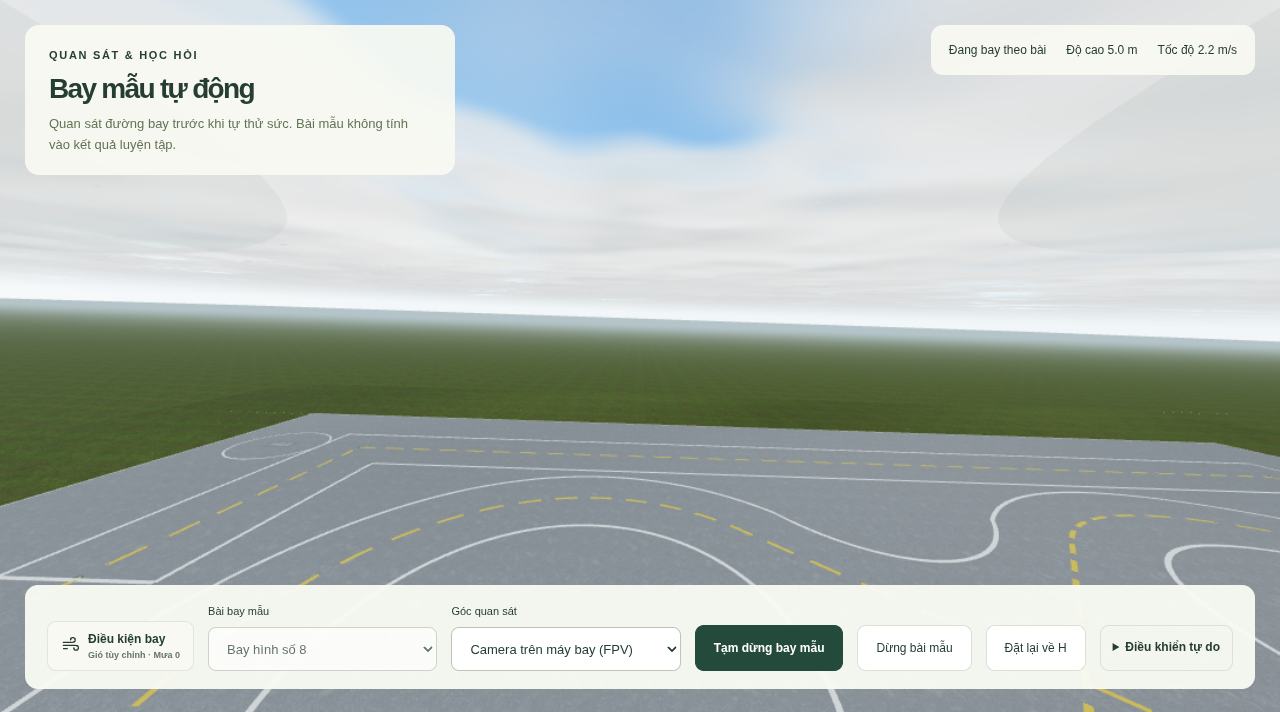 QUAN SÁT & HỌC HỎI
Bay mẫu tự động
Quan sát đường bay trước khi tự thử sức. Bài mẫu không tính
vào kết quả luyện tập.
Đang bay theo bài Độ cao 5.0 m Tốc độ 2.2 m/s
Điều kiện bay
Gió tùy chỉnh · Mưa 0
Bài bay mẫu
Bay hình số 8
Góc quan sát
Camera trên máy bay (FPV)
Tạm dừng bay mẫu
Dừng bài mẫu
Đặt lại về H
Điều khiển tự do